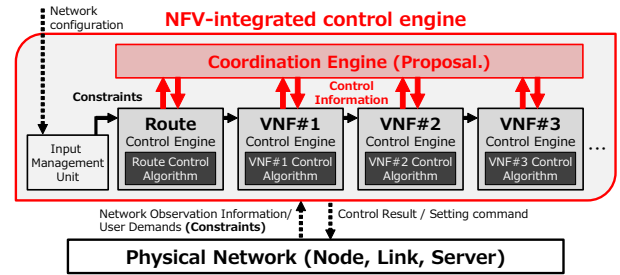 Network
configuration
NFV-integrated control engine
Coordination Engine (Proposal.)
Constraints
Control
Information
Route
Control Engine
Route Control
Algorithm
VNF#1
Control Engine
VNF#1 Control
Algorithm
VNF#2
Control Engine
VNF#2 Control
Algorithm
VNF#3
Control Engine
VNF#3 Control
Algorithm
...
Input
Management
Unit
Network Observation Information/
User Demands (Constraints)
Control Result / Setting command
Physical Network (Node, Link, Server)